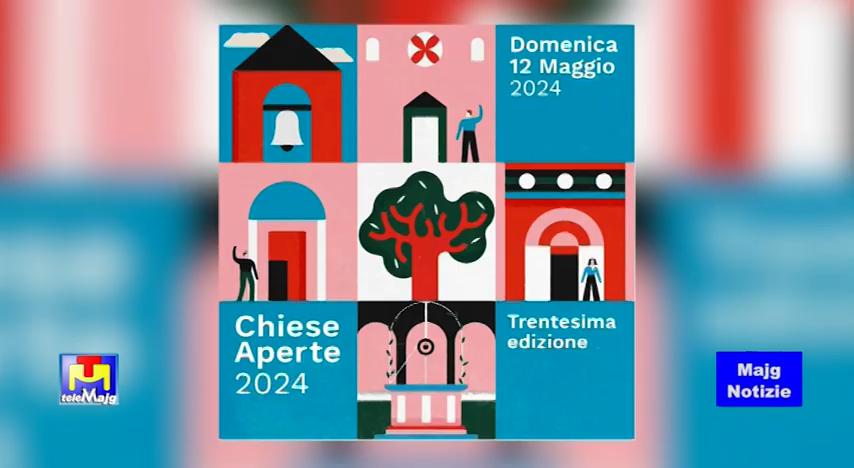 Domenica
12 Maggio
2024
Chiese
Aperte
2024
Trentesima
edizione
teleMajg
Majg
Notizie